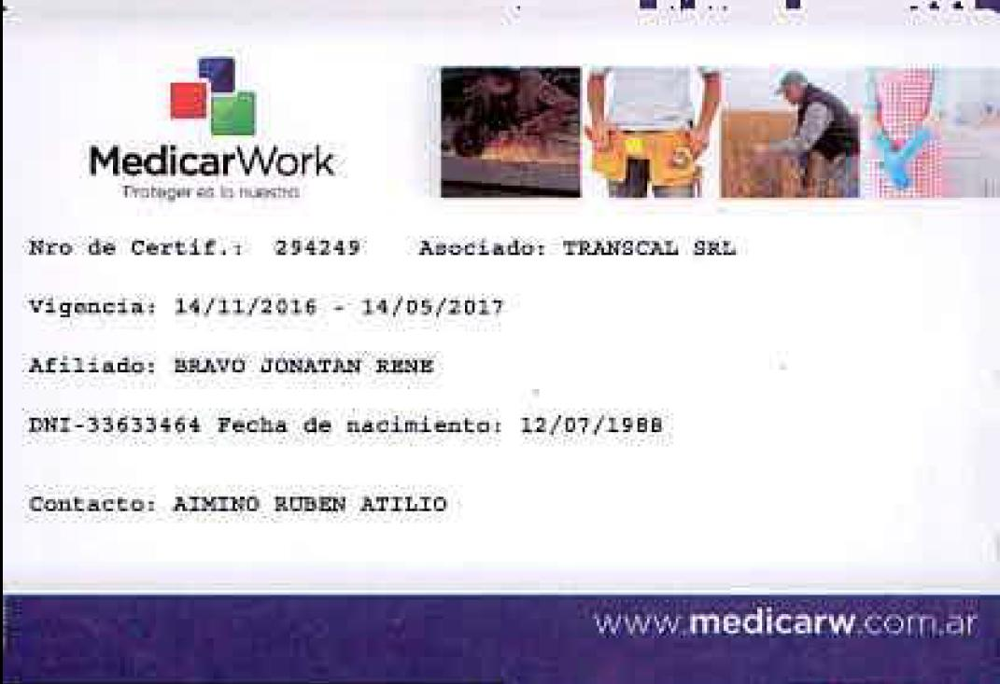 MedicarWork
Proteger es lo nuestro
Nro de Certif.: 294249 Asociado: TRANSCAL SRL
Vigencia: 14/11/2016 - 14/05/2017
Afiliado: BRAVO JONATAN RENE
DNI-33633464 Fecha de nacimiento: 12/07/1988
Contacto: AIMINO RUBEN ATILIO
www.medicarw.com.ar